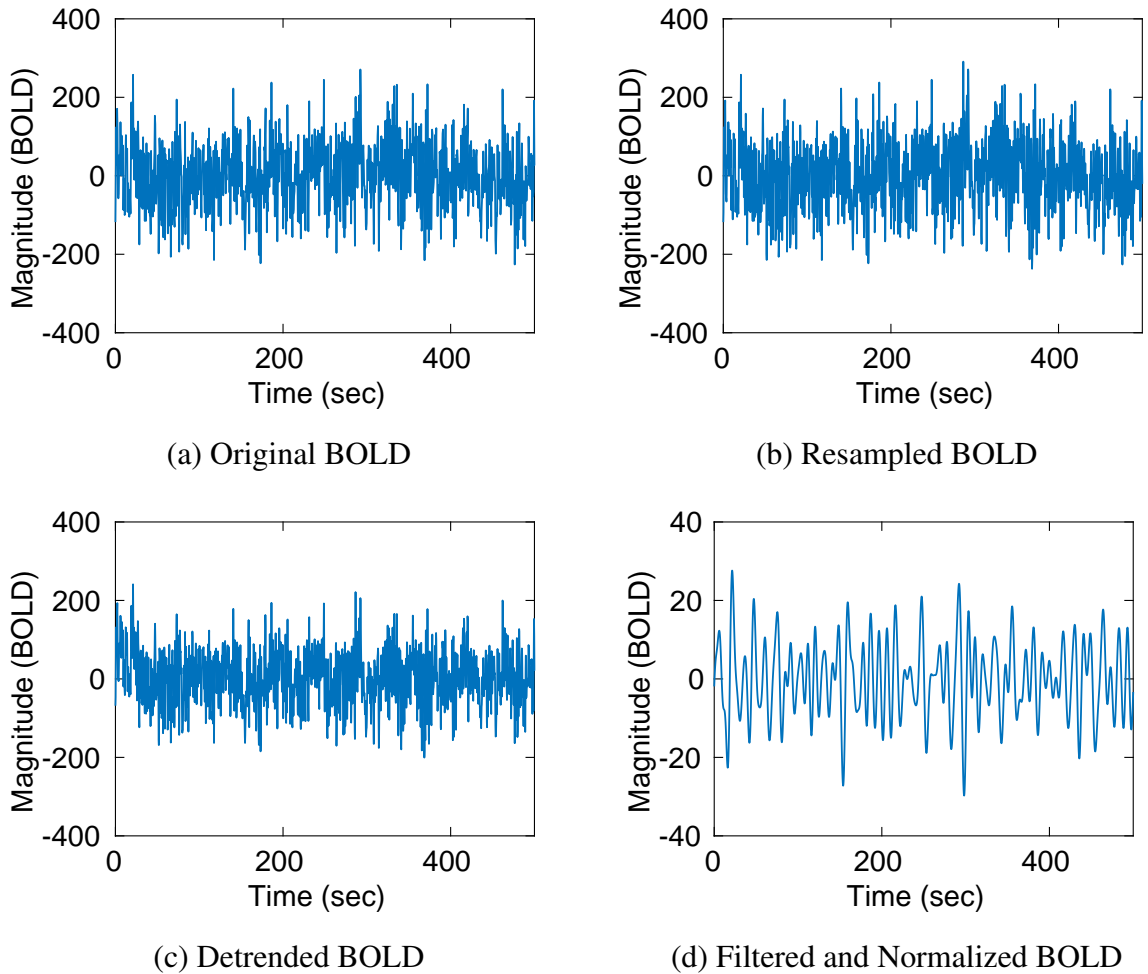 400
200
0
-200
-400
Magnitude (BOLD)
0 200 400
Time (sec)
(a) Original BOLD
400
200
0
-200
-400
Magnitude (BOLD)
0 200 400
Time (sec)
(b) Resampled BOLD
400
200
0
-200
-400
Magnitude (BOLD)
0 200 400
Time (sec)
(c) Detrended BOLD
40
20
0
-20
-40
Magnitude (BOLD)
0 200 400
Time (sec)
(d) Filtered and Normalized BOLD